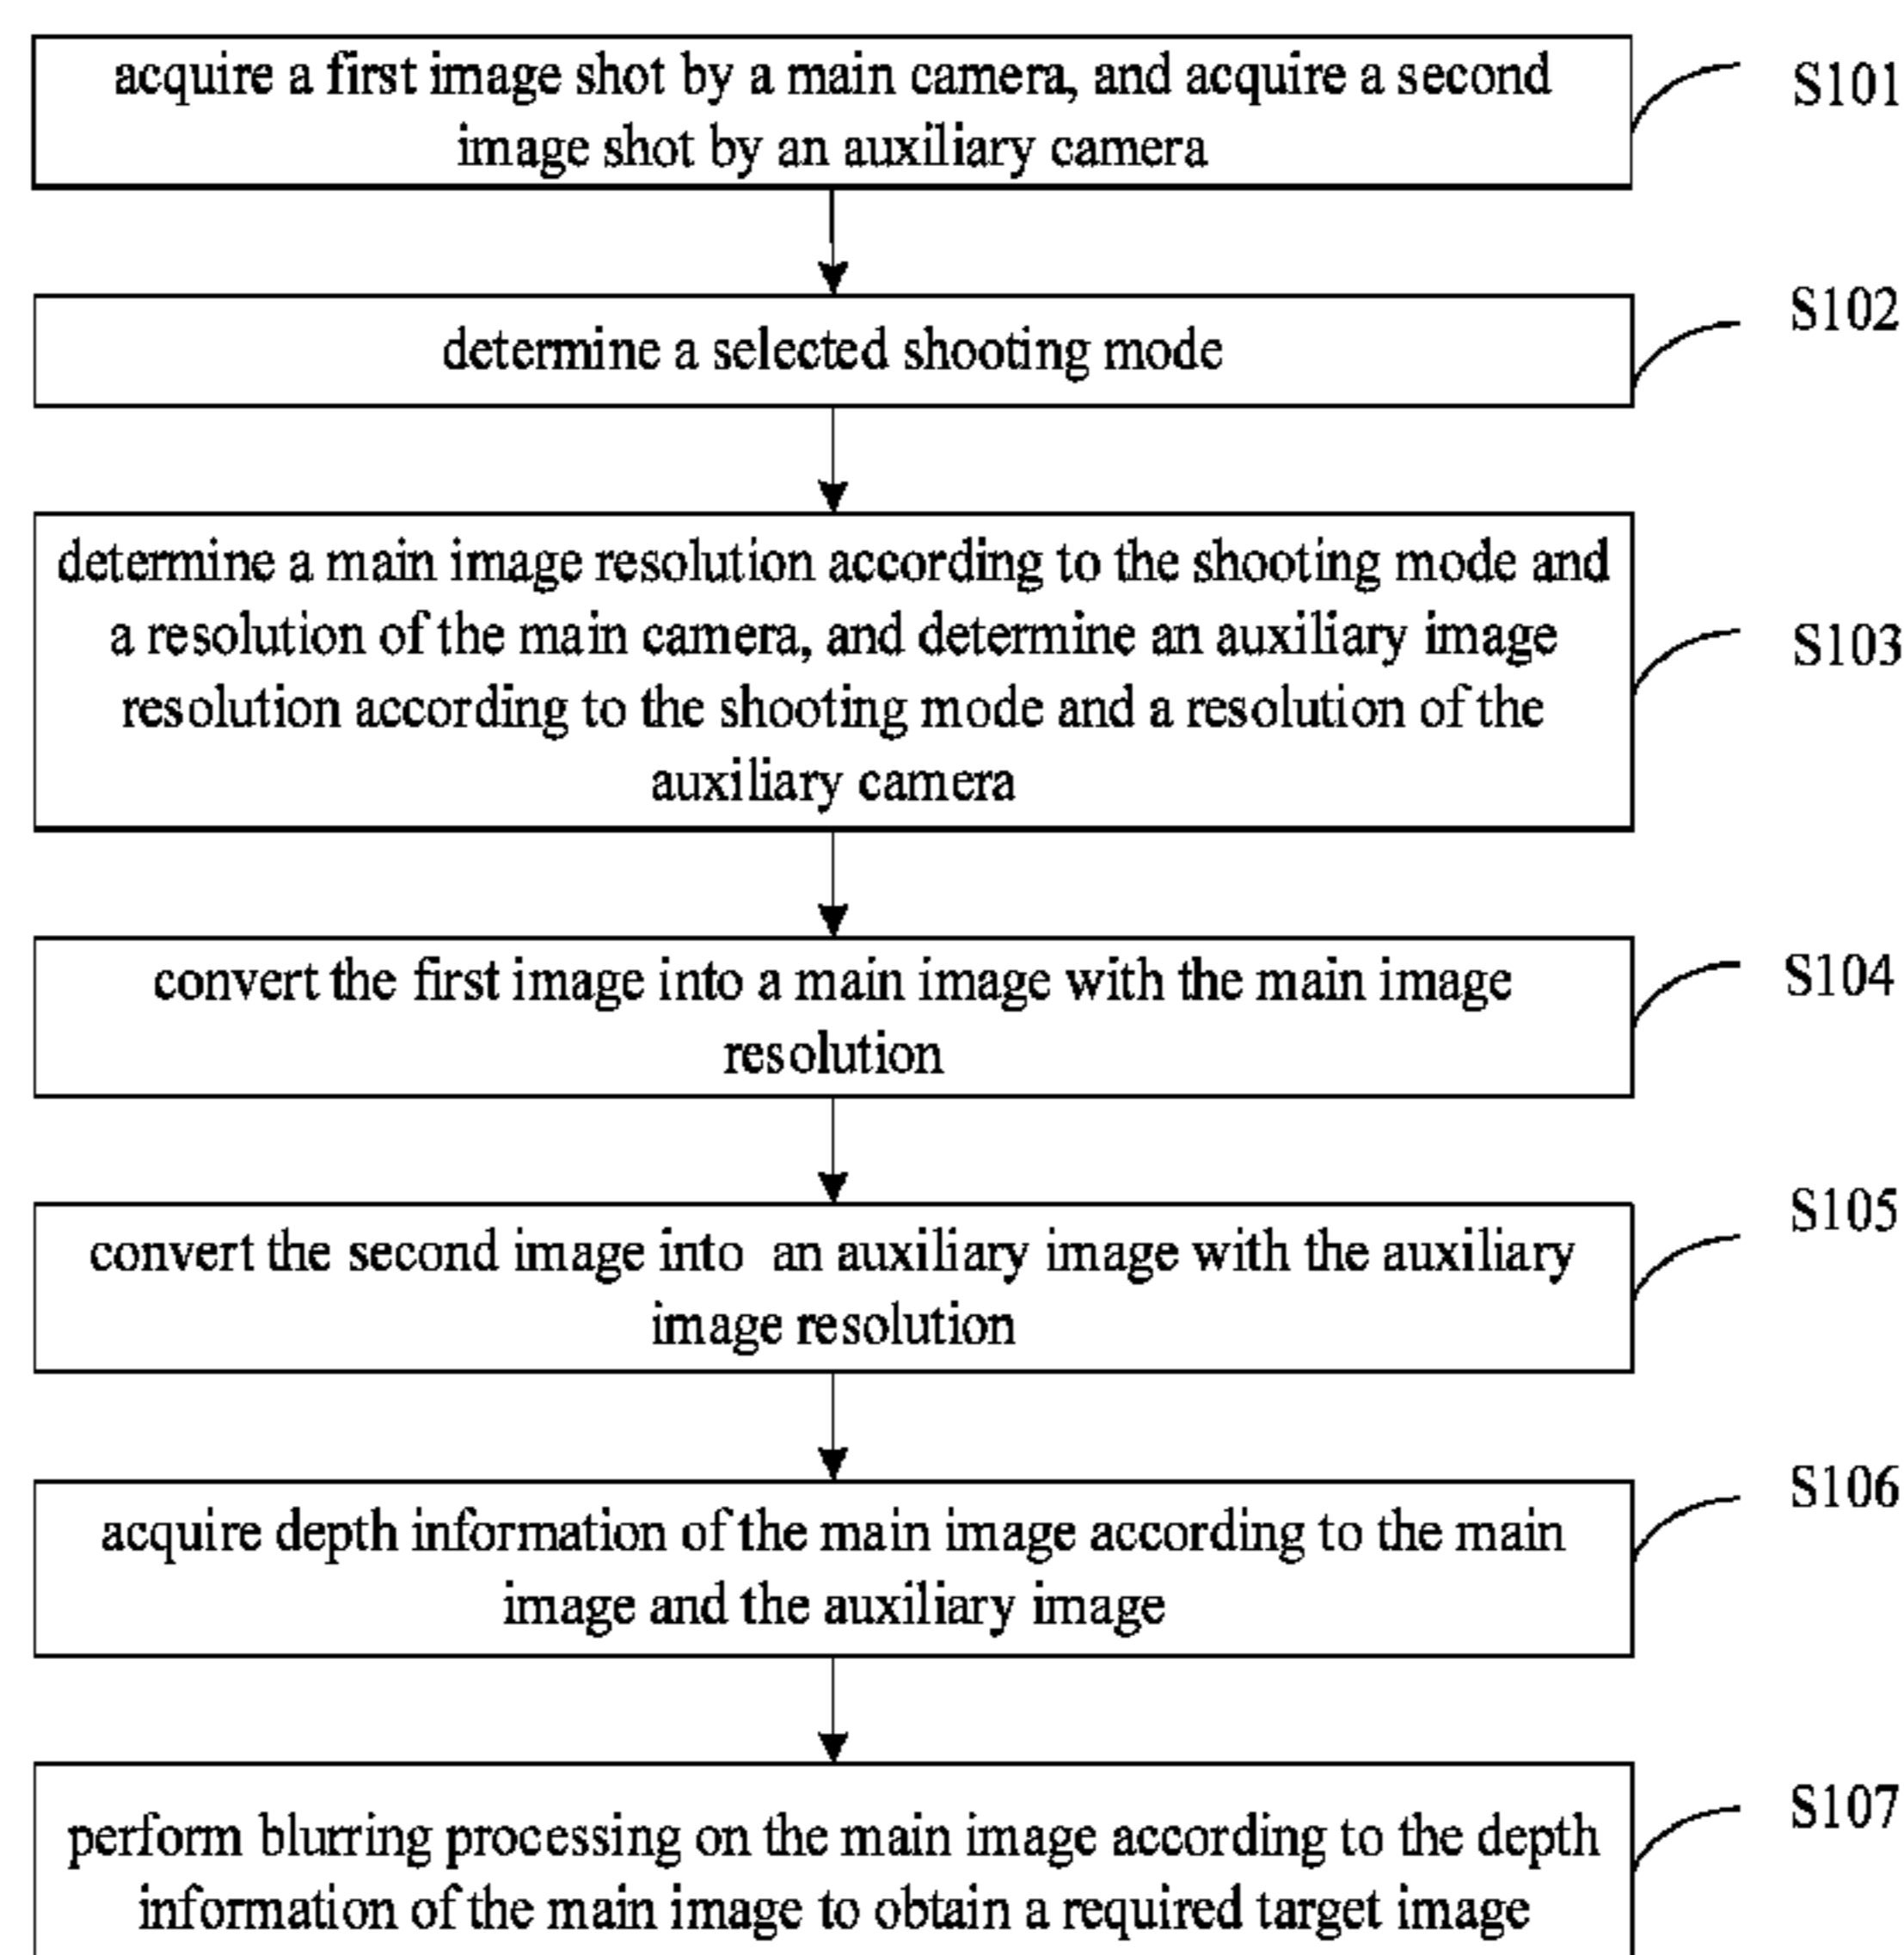 acquire a first image shot by a main camera, and acquire a second
image shot by an auxiliary camera
S101
determine a selected shooting mode
S102
determine a main image resolution according to the shooting mode and
a resolution of the main camera, and determine an auxiliary image
resolution according to the shooting mode and a resolution of the
auxiliary camera
S103
convert the first image into a main image with the main image
resolution
S104
convert the second image into an auxiliary image with the auxiliary
image resolution
S105
acquire depth information of the main image according to the main
image and the auxiliary image
S106
perform blurring processing on the main image according to the depth
information of the main image to obtain a required target image
S107